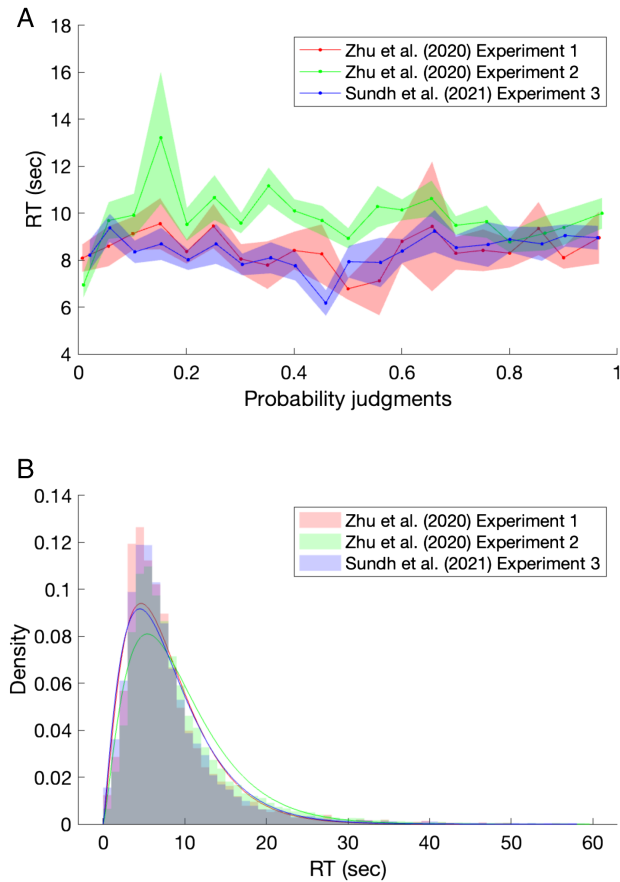 A
18
16
14
12
10
8
6
4
RT (sec)
Zhu et al. (2020) Experiment 1
Zhu et al. (2020) Experiment 2
Sundh et al. (2021) Experiment 3
0 0.2 0.4 0.6 0.8 1
Probability judgments
B
0.14
0.12
0.1
0.08
0.06
0.04
0.02
0
Density
Zhu et al. (2020) Experiment 1
Zhu et al. (2020) Experiment 2
Sundh et al. (2021) Experiment 3
0 10 20 30 40 50 60
RT (sec)